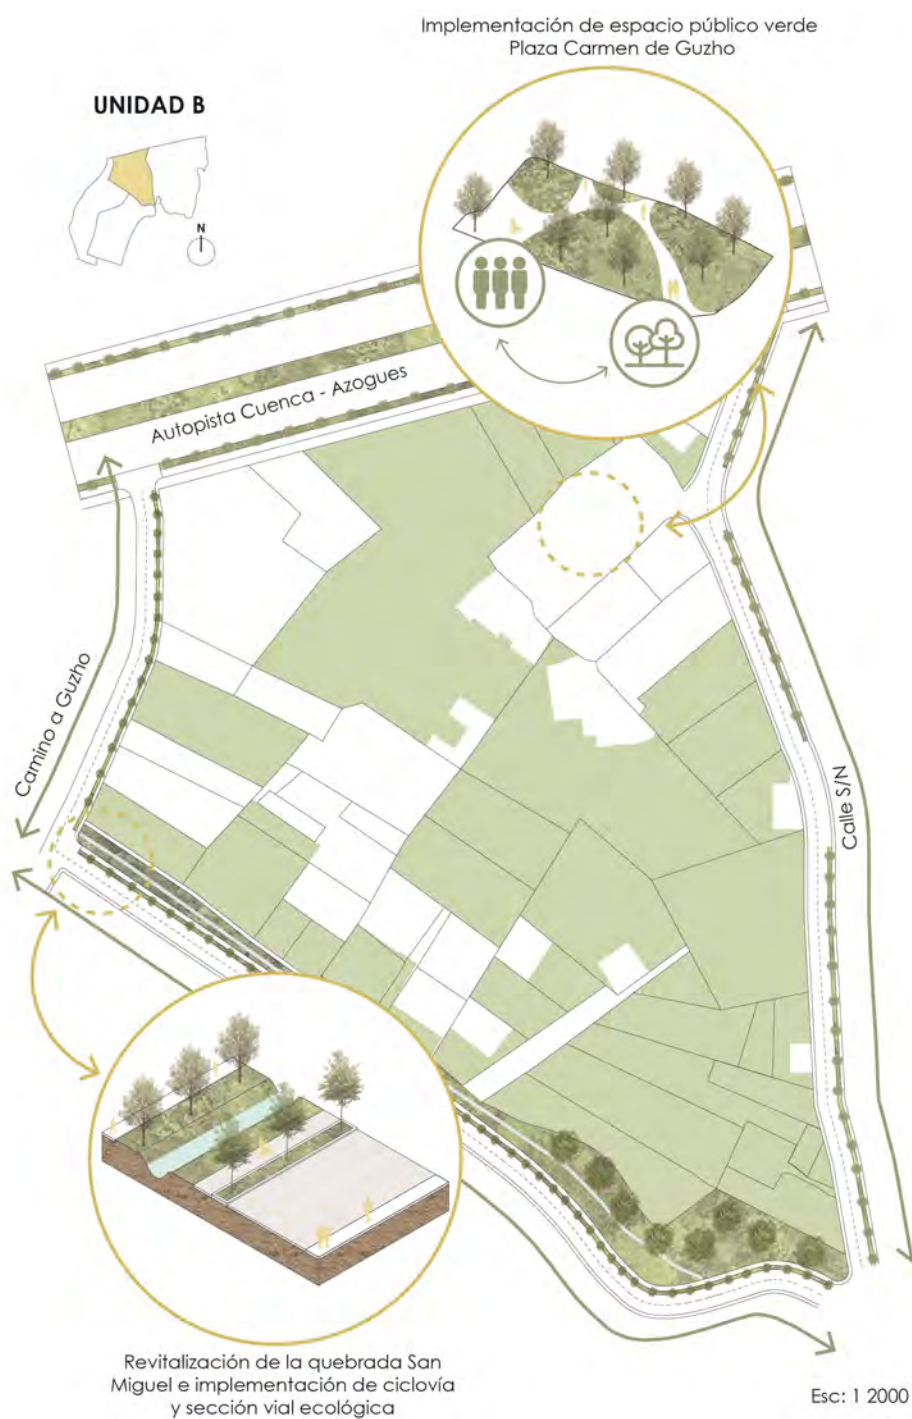 Implementación de espacio público verde
Plaza Carmen de Guzho
UNIDAD B
N
Autopista Cuenca - Azogues
Camino a Guzho
Calle S/N
Revitalización de la quebrada San
Miguel e implementación de ciclovía
y sección vial ecológica
Esc: 1 2000